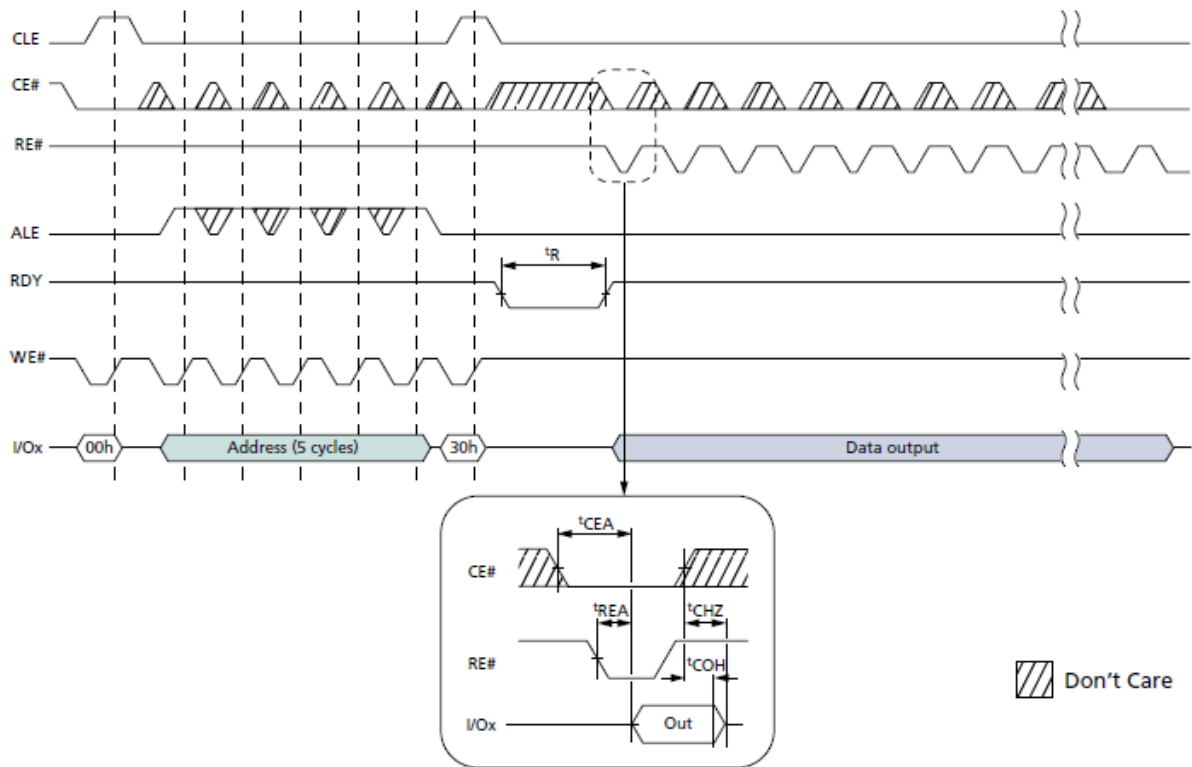 CLE
CE#
RE#
ALE
tR
RDY
WE#
I/Ox 00h Address (5 cycles) 30h Data output
tCEA
CE#
tREA tCHZ
RE#
tCOH
I/Ox Out
Don't Care